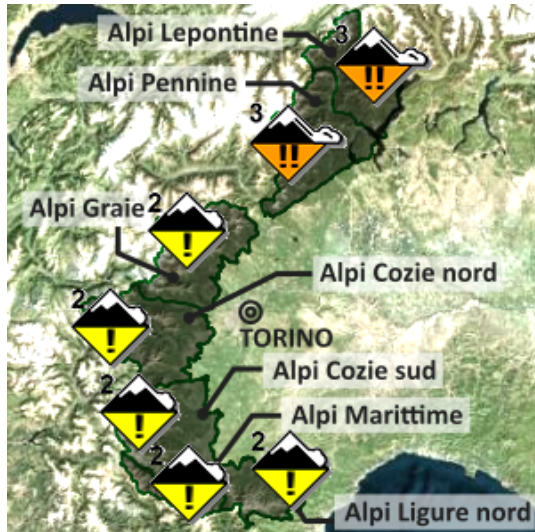 Alpi Lepontine
3
!!
Alpi Pennine
3
!!
Alpi Graie
2
!
Alpi Cozie nord
2
!
TORINO
Alpi Cozie sud
2
!
Alpi Marittime
2
!
2
!
Alpi Ligure nord